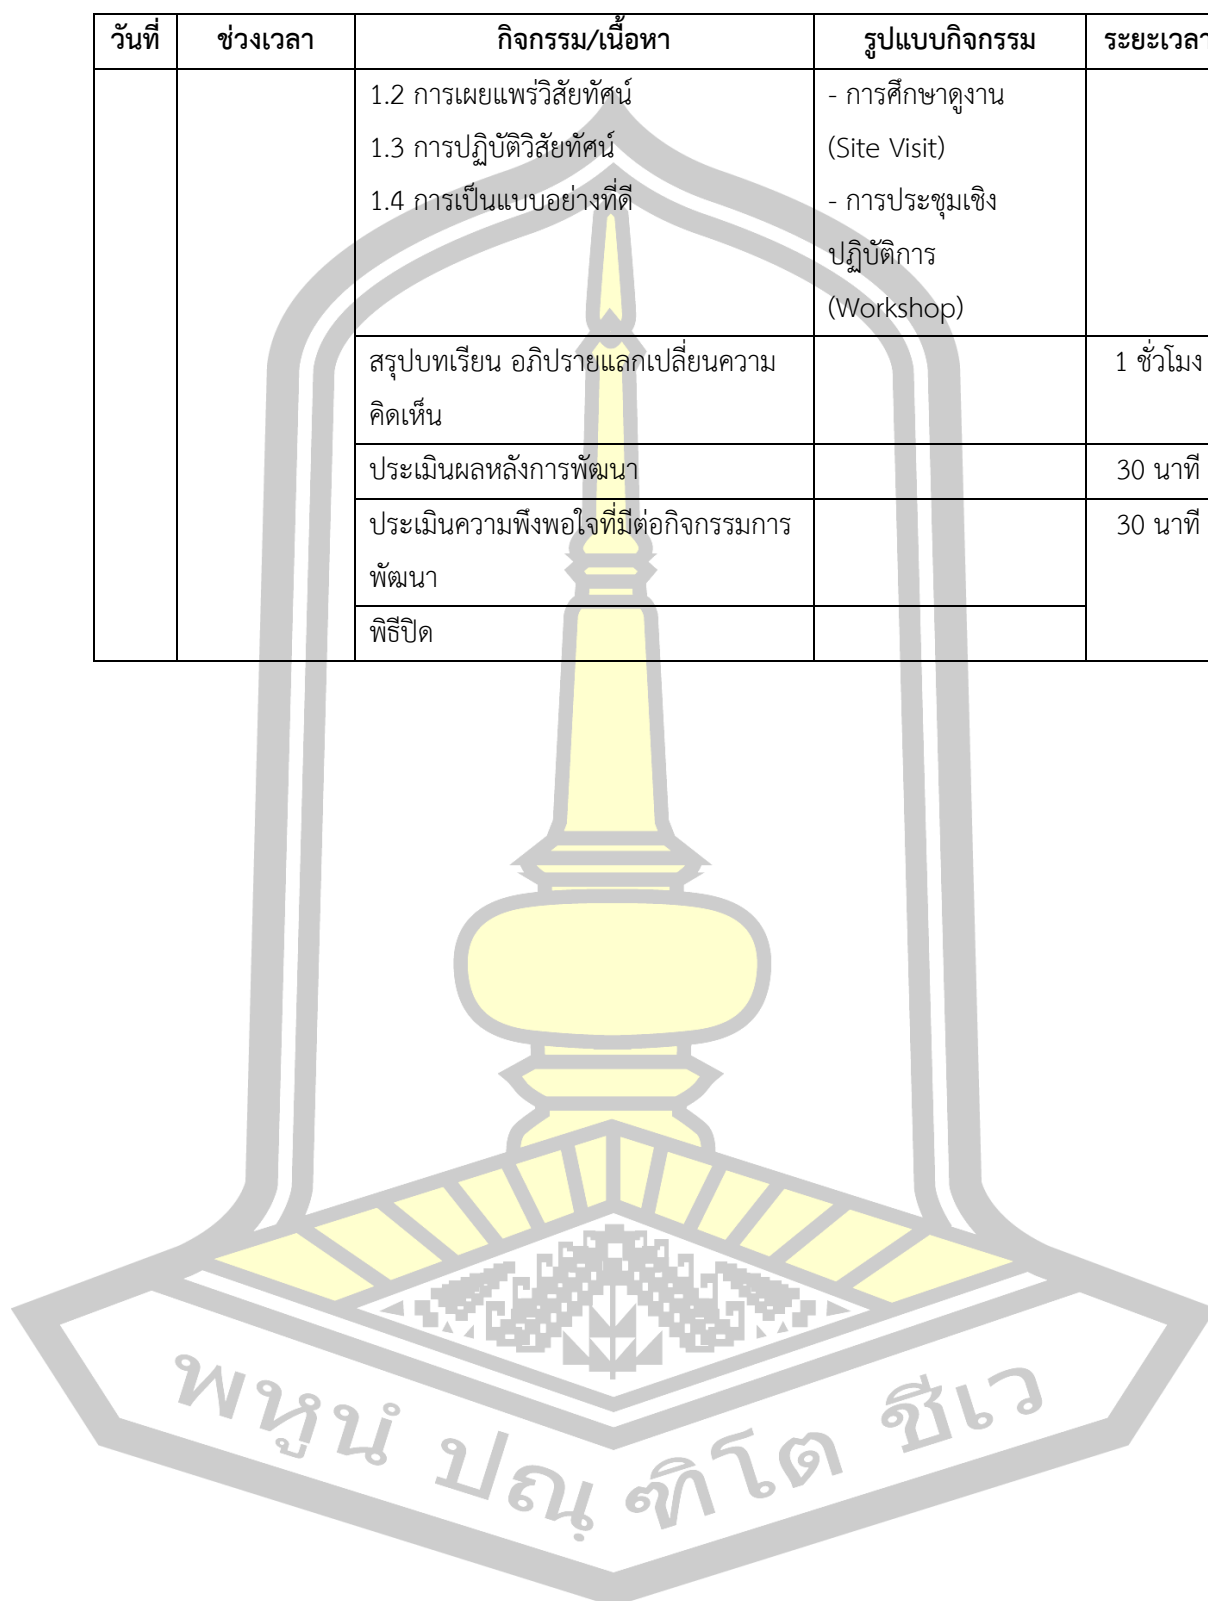 วันที่ ช่วงเวลา กิจกรรม/เนื้อหา รูปแบบกิจกรรม ระยะเวลา
1.2 การเผยแพร่วิสัยทัศน์ - การศึกษาดูงาน
1.3 การปฏิบัติวิสัยทัศน์ (Site Visit)
1.4 การเป็นแบบอย่างที่ดี - การประชุมเชิง
ปฏิบัติการ
(Workshop)
สรุปบทเรียน อภิปรายแลกเปลี่ยนความ 1 ชั่วโมง
คิดเห็น
ประเมินผลหลังการพัฒนา 30 นาที
ประเมินความพึงพอใจที่มีต่อกิจกรรมการ 30 นาที
พัฒนา
พิธีปิด
พหูนํ ปณฺ ฑิโต ชีเว